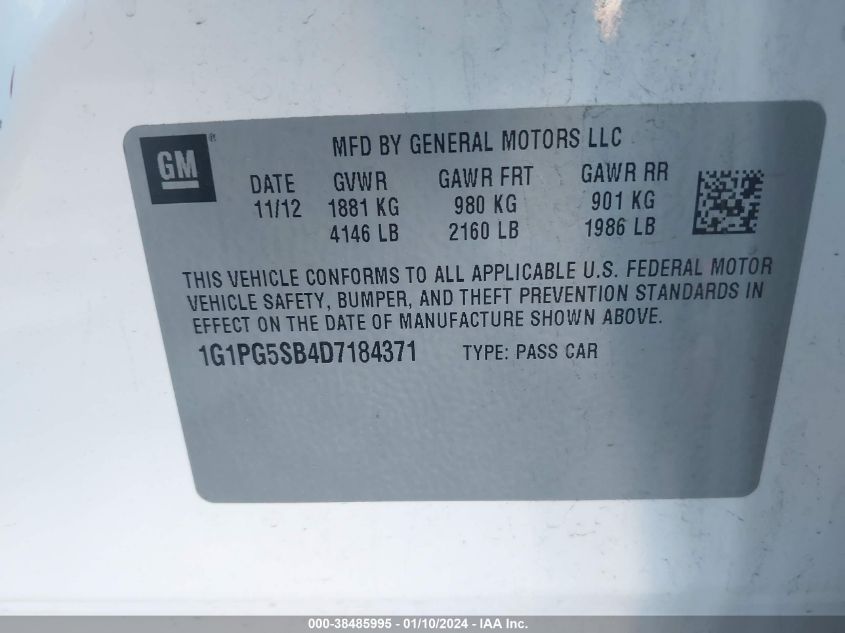 GM®
MFD BY GENERAL MOTORS LLC
DATE GVWR GAWR FRT GAWR RR
11/12 1881 KG 980 KG 901 KG
4146 LB 2160 LB 1986 LB
THIS VEHICLE CONFORMS TO ALL APPLICABLE U.S. FEDERAL MOTOR
VEHICLE SAFETY, BUMPER, AND THEFT PREVENTION STANDARDS IN
EFFECT ON THE DATE OF MANUFACTURE SHOWN ABOVE.
1G1PG5SB4D7184371 TYPE: PASS CAR
000-38485995 - 01/10/2024 - IAA Inc.